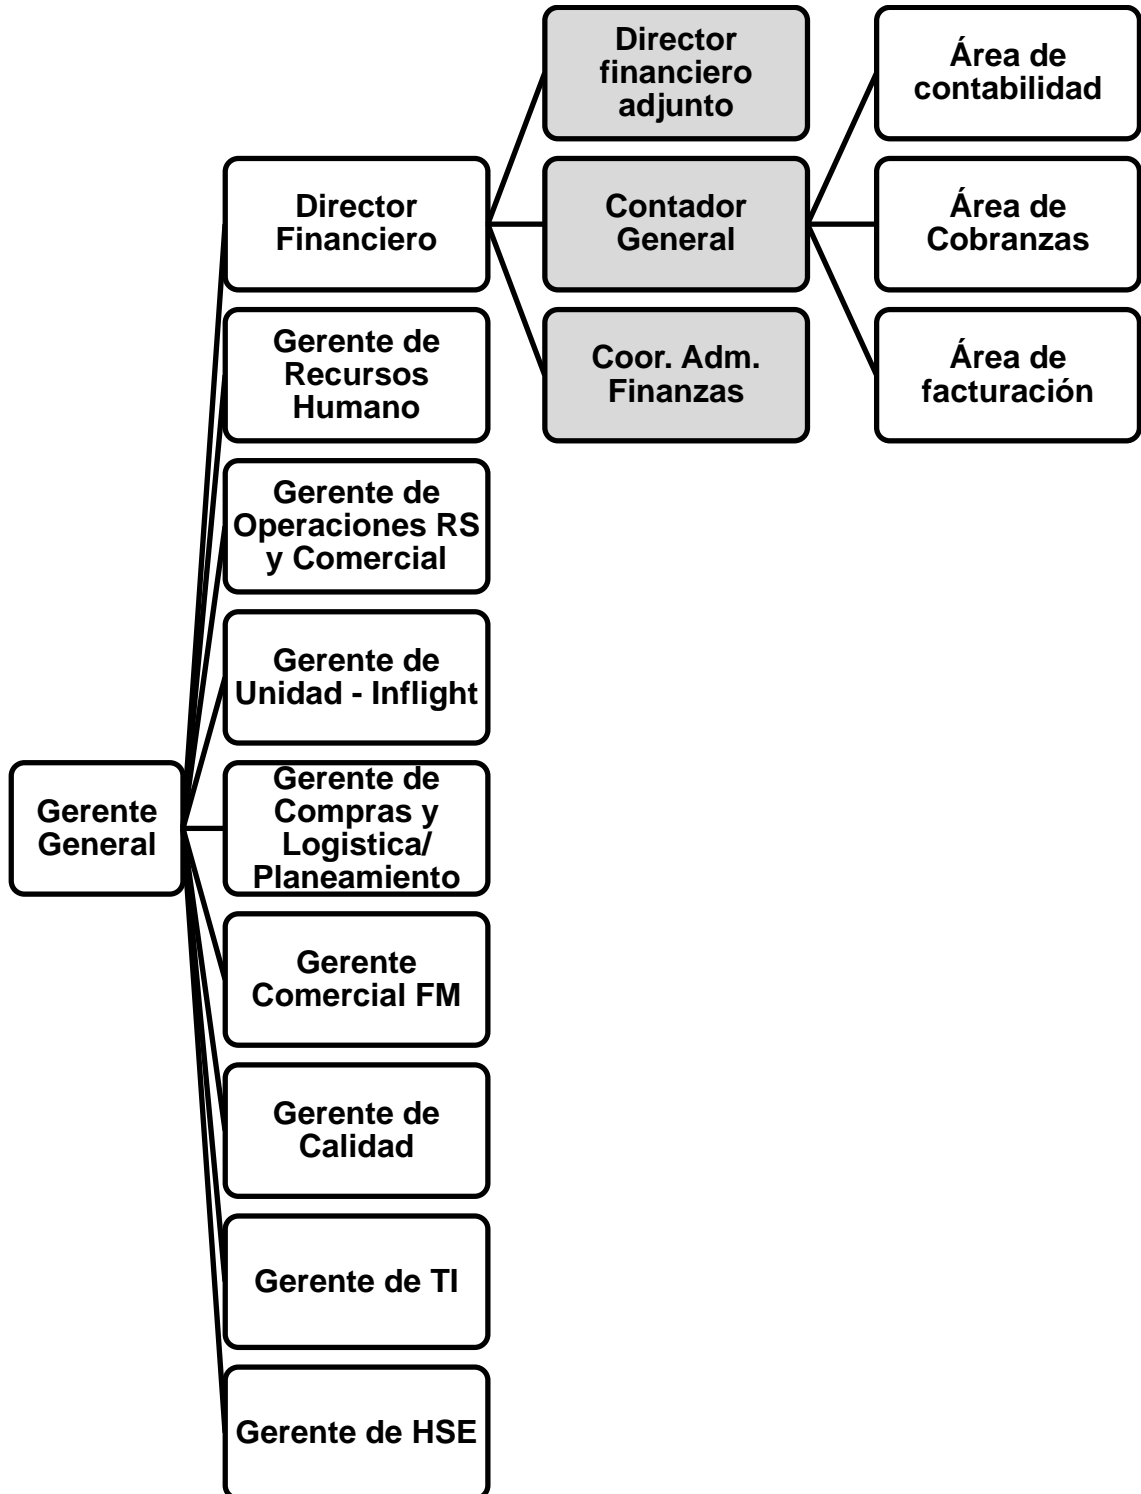 Director
financiero
adjunto
Área de
contabilidad
Director
Financiero
Contador
General
Área de
Cobranzas
Gerente de
Recursos
Humano
Coor. Adm.
Finanzas
Área de
facturación
Gerente de
Operaciones RS
y Comercial
Gerente de
Unidad - Inflight
Gerente
General
Gerente de
Compras y
Logistica/
Planeamiento
Gerente
Comercial FM
Gerente de
Calidad
Gerente de TI
Gerente de HSE